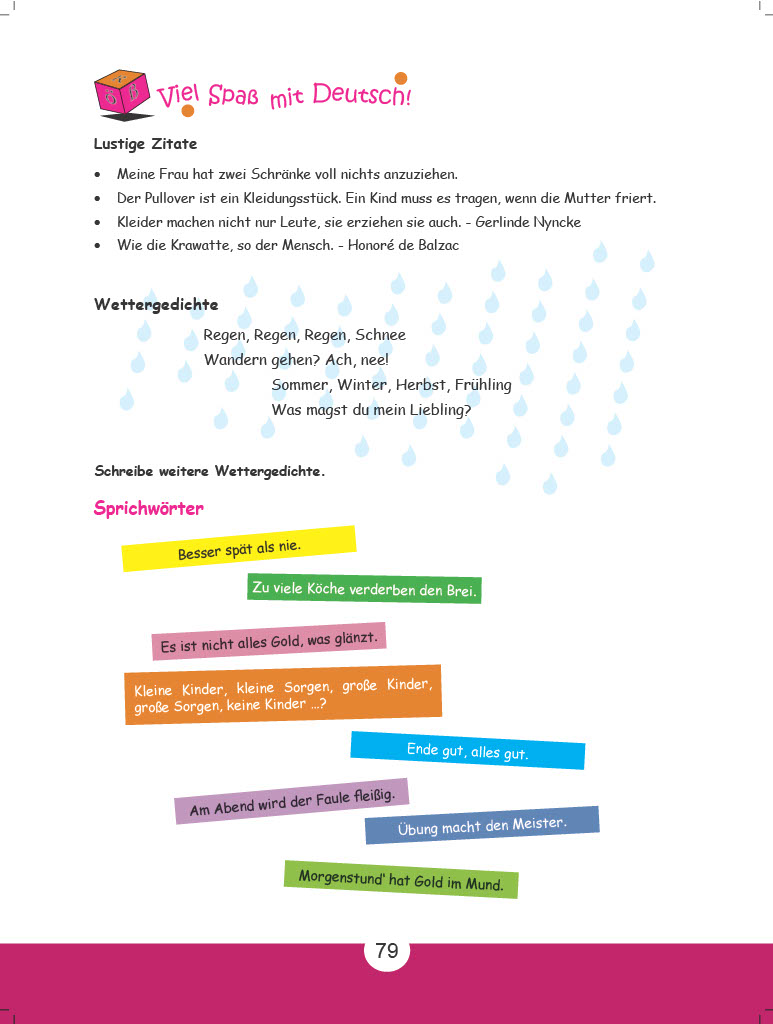 Viel Spaß mit Deutsch!
Lustige Zitate
• Meine Frau hat zwei Schränke voll nichts anzuziehen.
• Der Pullover ist ein Kleidungsstück. Ein Kind muss es tragen, wenn die Mutter friert.
• Kleider machen nicht nur Leute, sie erziehen sie auch. - Gerlinde Nyncke
• Wie die Krawatte, so der Mensch. - Honoré de Balzac
Wettergedichte
Regen, Regen, Regen, Schnee
Wandern gehen? Ach, nee!
Sommer, Winter, Herbst, Frühling
Was magst du mein Liebling?
Schreibe weitere Wettergedichte.
Sprichwörter
Besser spät als nie.
Zu viele Köche verderben den Brei.
Es ist nicht alles Gold, was glänzt.
Kleine Kinder, kleine Sorgen, große Kinder,
große Sorgen, keine Kinder ...?
Ende gut, alles gut.
Am Abend wird der Faule fleißig.
Übung macht den Meister.
Morgenstund' hat Gold im Mund.
79